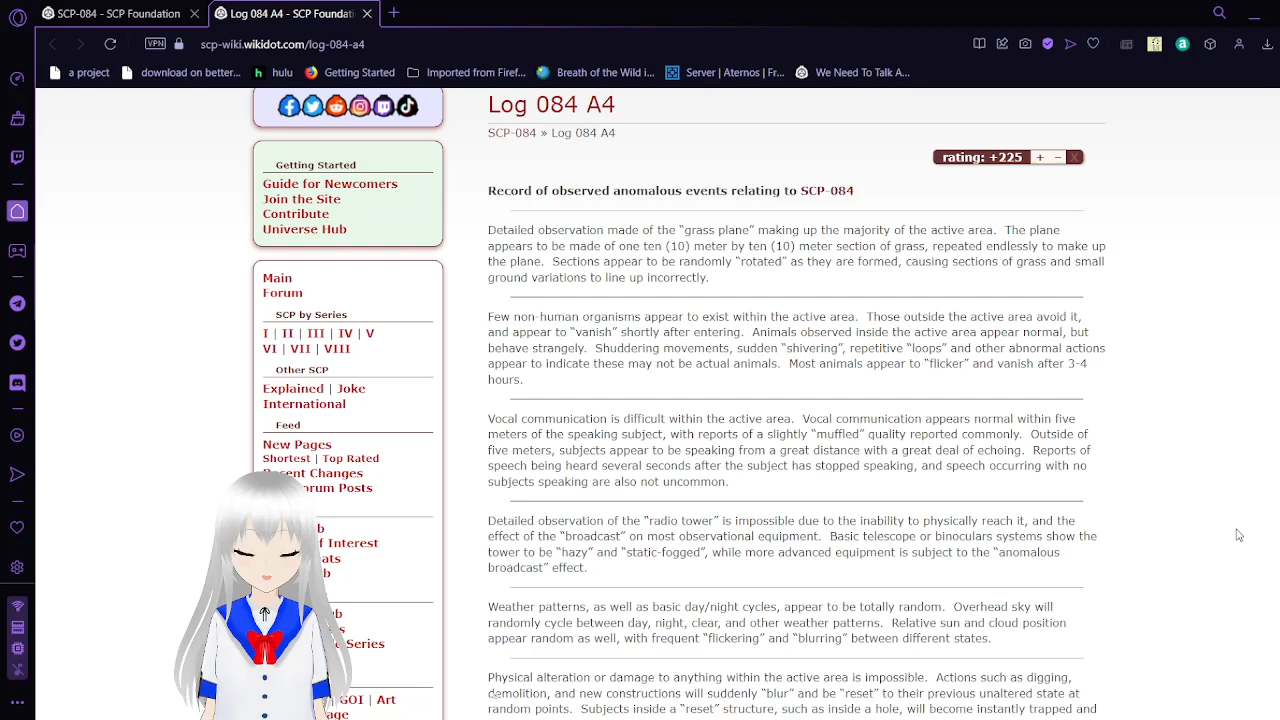 SCP-084 - SCP Foundation
Log 084 A4 - SCP Foundati
VPN
scp-wiki.wikidot.com/log-084-a4
a project
download on better...
hulu
Getting Started
Imported from Firef...
Breath of the Wild i...
Server | Aternos | Fr...
We Need To Talk A...
Getting Started
Guide for Newcomers
Join the Site
Contribute
Universe Hub
Main
Forum
SCP by Series
I | II | III | IV | V
VI | VII | VIII
Other SCP
Explained | Joke
International
Feed
New Pages
Shortest | Top Rated
Recent Changes
orum Posts
b
f Interest
ats
b
ub
s
e Series
GOI | Art
age
Log 084 A4
SCP-084 » Log 084 A4
rating: +225 + – X
Record of observed anomalous events relating to SCP-084
Detailed observation made of the “grass plane” making up the majority of the active area. The plane
appears to be made of one ten (10) meter by ten (10) meter section of grass, repeated endlessly to make up
the plane. Sections appear to be randomly “rotated” as they are formed, causing sections of grass and small
ground variations to line up incorrectly.
Few non-human organisms appear to exist within the active area. Those outside the active area avoid it,
and appear to “vanish” shortly after entering. Animals observed inside the active area appear normal, but
behave strangely. Shuddering movements, sudden “shivering”, repetitive “loops” and other abnormal actions
appear to indicate these may not be actual animals. Most animals appear to “flicker” and vanish after 3-4
hours.
Vocal communication is difficult within the active area. Vocal communication appears normal within five
meters of the speaking subject, with reports of a slightly “muffled” quality reported commonly. Outside of
five meters, subjects appear to be speaking from a great distance with a great deal of echoing. Reports of
speech being heard several seconds after the subject has stopped speaking, and speech occurring with no
subjects speaking are also not uncommon.
Detailed observation of the “radio tower” is impossible due to the inability to physically reach it, and the
effect of the “broadcast” on most observational equipment. Basic telescope or binoculars systems show the
tower to be “hazy” and “static-fogged”, while more advanced equipment is subject to the “anomalous
broadcast” effect.
Weather patterns, as well as basic day/night cycles, appear to be totally random. Overhead sky will
randomly cycle between day, night, clear, and other weather patterns. Relative sun and cloud position
appear random as well, with frequent “flickering” and “blurring” between different states.
Physical alteration or damage to anything within the active area is impossible. Actions such as digging,
demolition, and new constructions will suddenly “blur” and be “reset” to their previous unaltered state at
random points. Subjects inside a “reset” structure, such as inside a hole, will become instantly trapped and